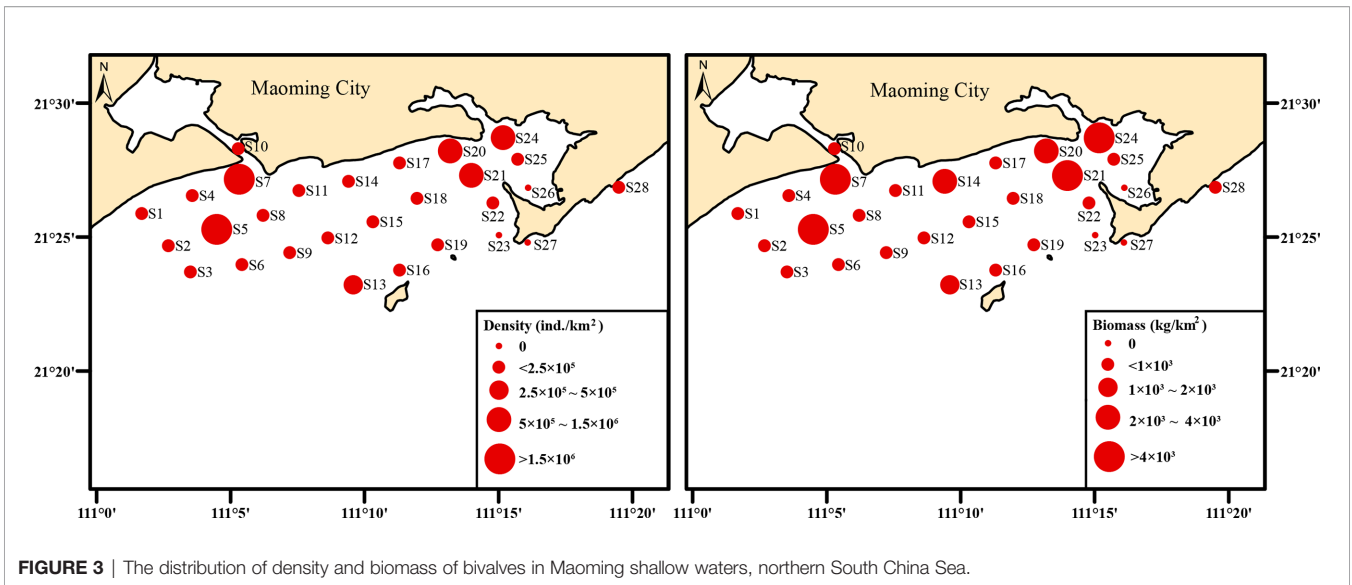 N
Maoming City
21°30'
21°25'
21°20'
S10
S7
S4
S1
S5
S2
S3
S8
S6
S11
S9
S14
S12
S15
S13
S16
S17
S18
S19
S20
S21
S24
S25
S26
S22
S23
S27
S28
Density (ind./km²)
0
<2.5×10⁵
2.5×10⁵ ~ 5×10⁵
5×10⁵ ~ 1.5×10⁶
>1.5×10⁶
111°0'
111°5'
111°10'
111°15'
111°20'
N
Maoming City
S10
S7
S4
S1
S5
S2
S3
S8
S6
S11
S9
S14
S12
S15
S13
S16
S17
S18
S19
S20
S21
S24
S25
S26
S22
S23
S27
S28
21°30'
21°25'
21°20'
Biomass (kg/km²)
0
<1×10³
1×10³ ~ 2×10³
2×10³ ~ 4×10³
>4×10³
111°0'
111°5'
111°10'
111°15'
111°20'
FIGURE 3 | The distribution of density and biomass of bivalves in Maoming shallow waters, northern South China Sea.